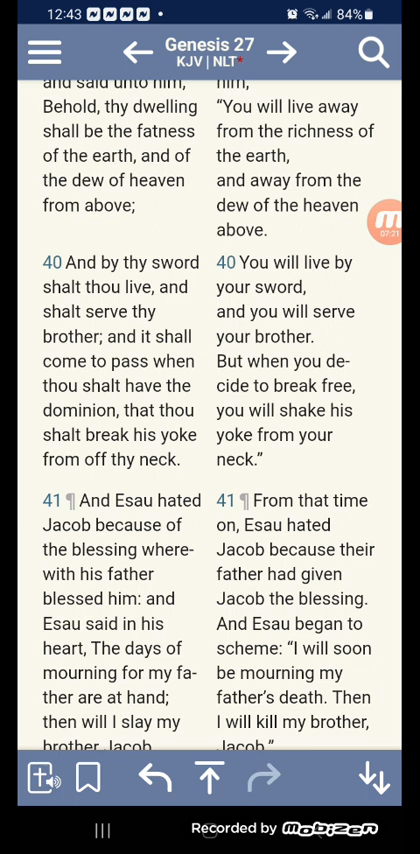 12:43
84%
Genesis 27
KJV | NLT*
and said unto him,
Behold, thy dwelling
shall be the fatness
of the earth, and of
the dew of heaven
from above;
40 And by thy sword
shalt thou live, and
shalt serve thy
brother; and it shall
come to pass when
thou shalt have the
dominion, that thou
shalt break his yoke
from off thy neck.
41 ¶ And Esau hated
Jacob because of
the blessing where-
with his father
blessed him: and
Esau said in his
heart, The days of
mourning for my fa-
ther are at hand;
then will I slay my
brother Jacob
him,
“You will live away
from the richness of
the earth,
and away from the
dew of the heaven
above.
40 You will live by
your sword,
and you will serve
your brother.
But when you de-
cide to break free,
you will shake his
yoke from your
neck.”
41 ¶ From that time
on, Esau hated
Jacob because their
father had given
Jacob the blessing.
And Esau began to
scheme: “I will soon
be mourning my
father’s death. Then
I will kill my brother,
Jacob.”
07:21
Recorded by mobizen